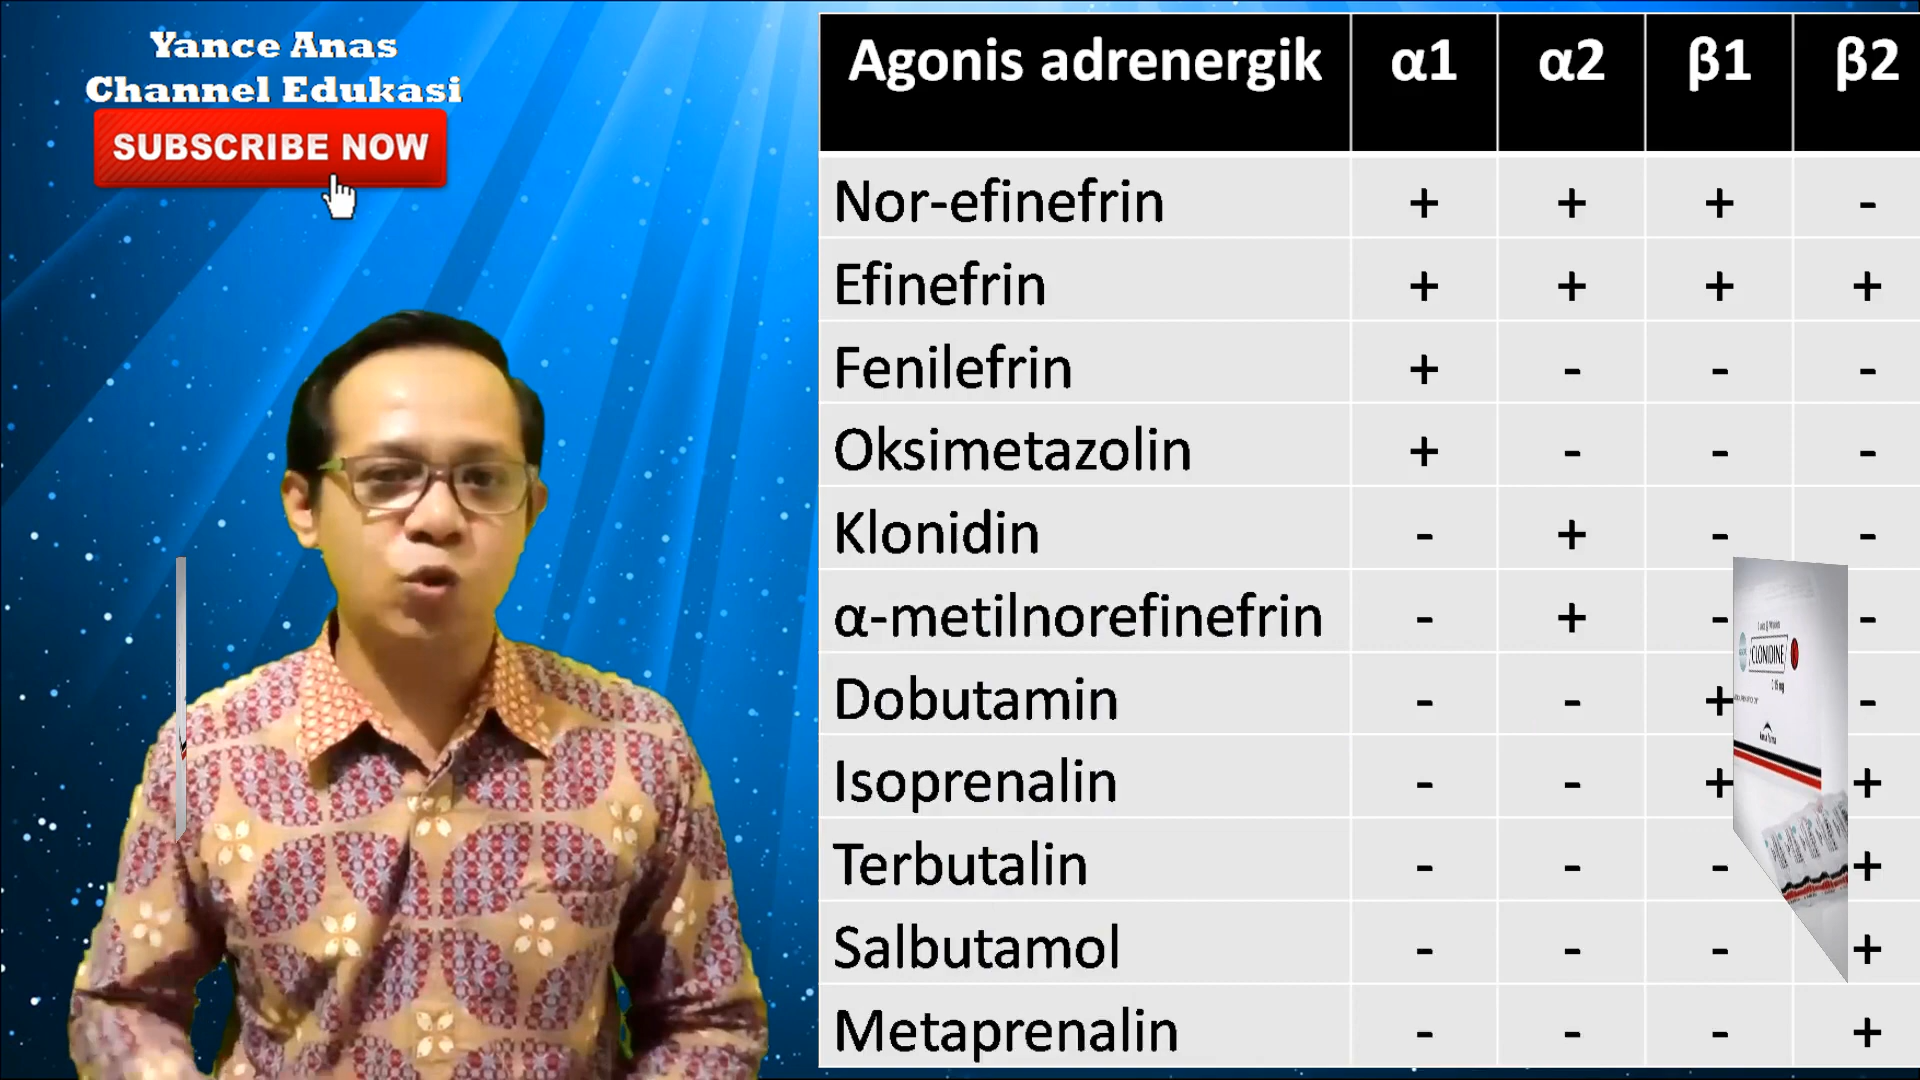 Yance Anas
Channel Edukasi
SUBSCRIBE NOW
Agonis adrenergik α1 α2 β1 β2
Nor-efinefrin + + + -
Efinefrin + + + +
Fenilefrin + - - -
Oksimetazolin + - - -
Klonidin - + - -
α-metilnorefinefrin - + - -
Dobutamin - - + -
Isoprenalin - - + +
Terbutalin - - - +
Salbutamol - - - +
Metaprenalin - - - +
CLONIDINE